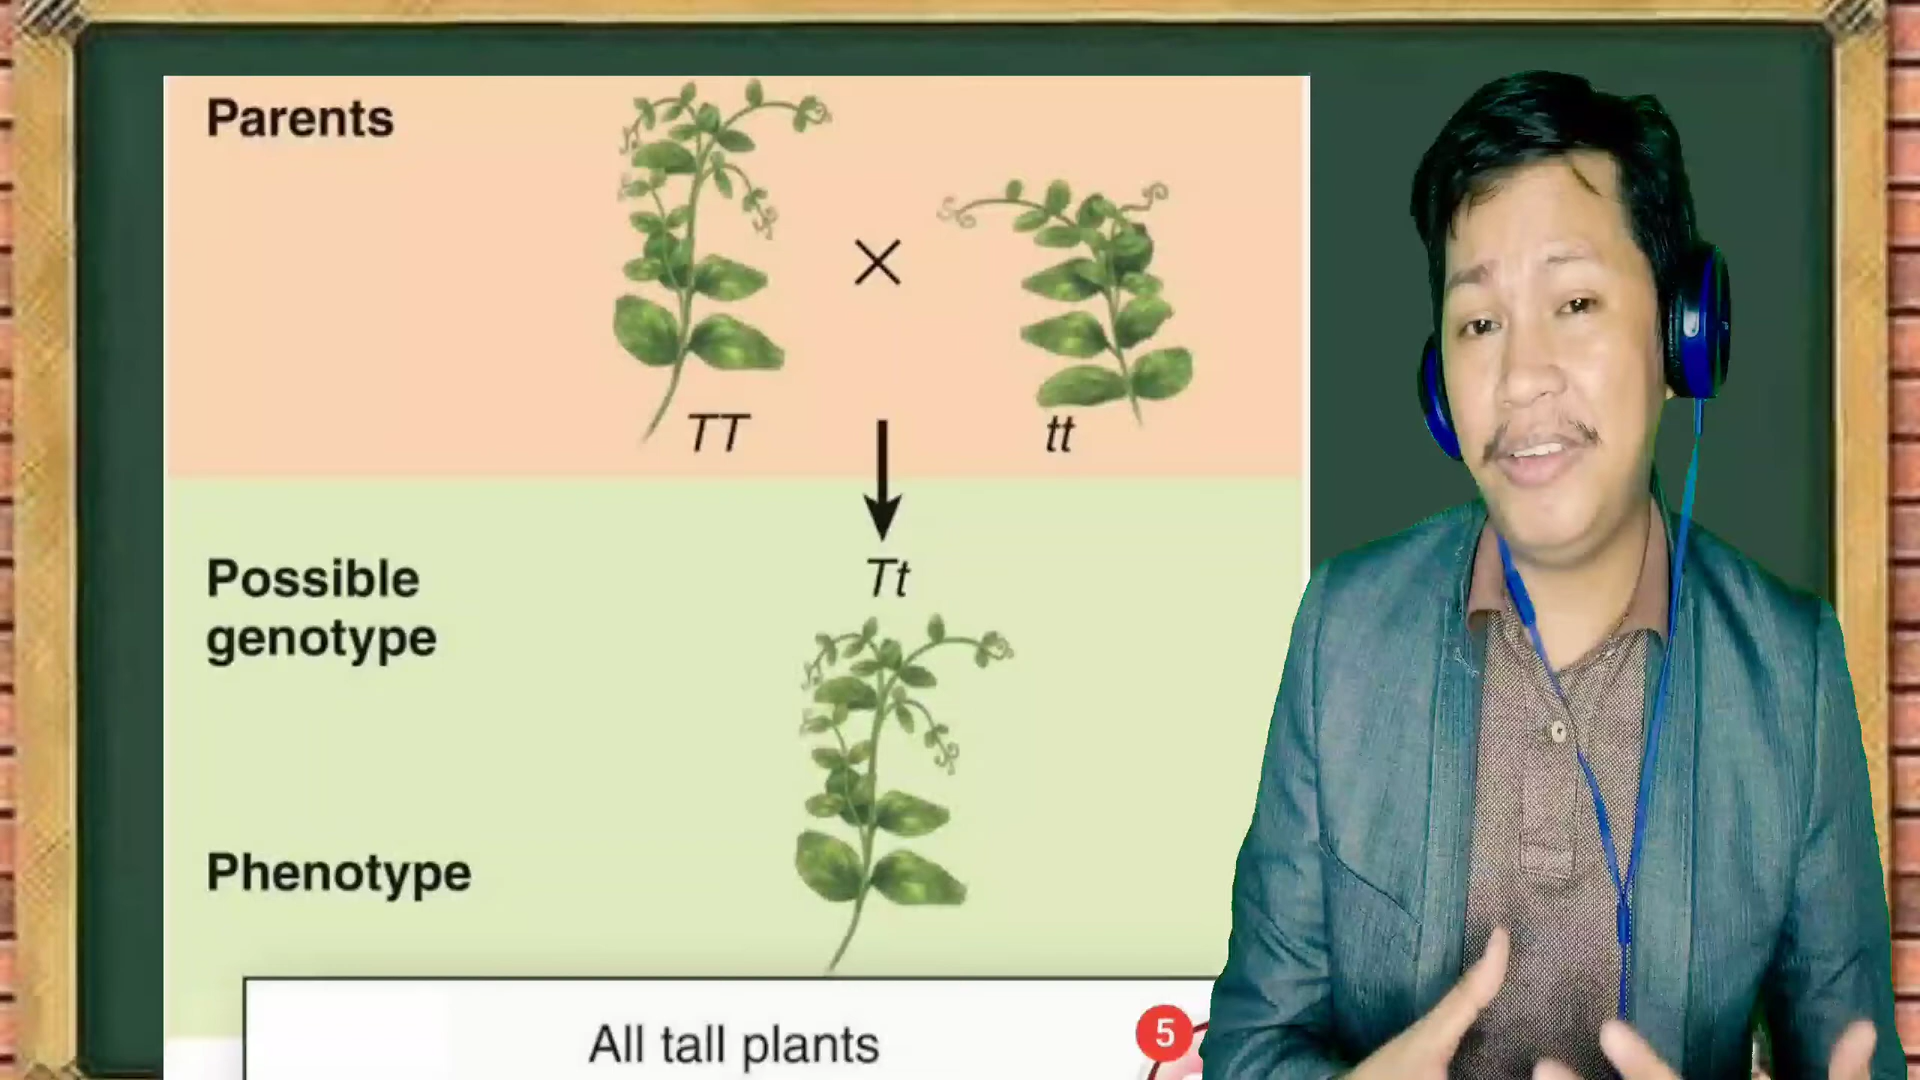 Parents
TT
tt
Tt
Possible
genotype
Phenotype
All tall plants
5